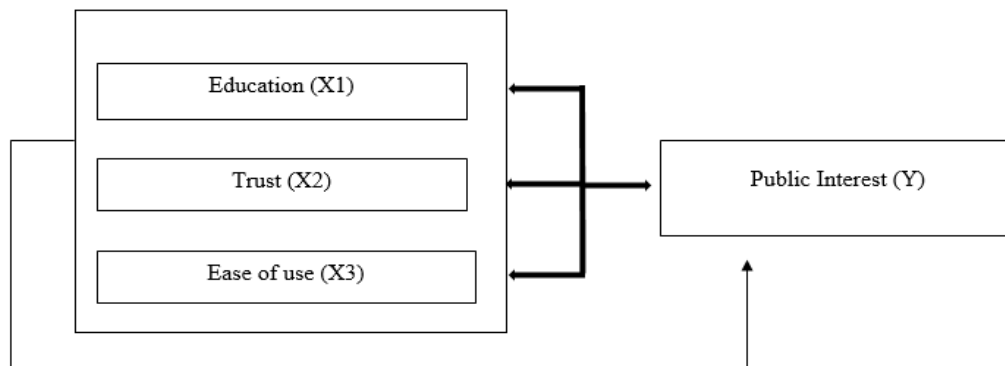 Education (X1)
Trust (X2)
Public Interest (Y)
Ease of use (X3)